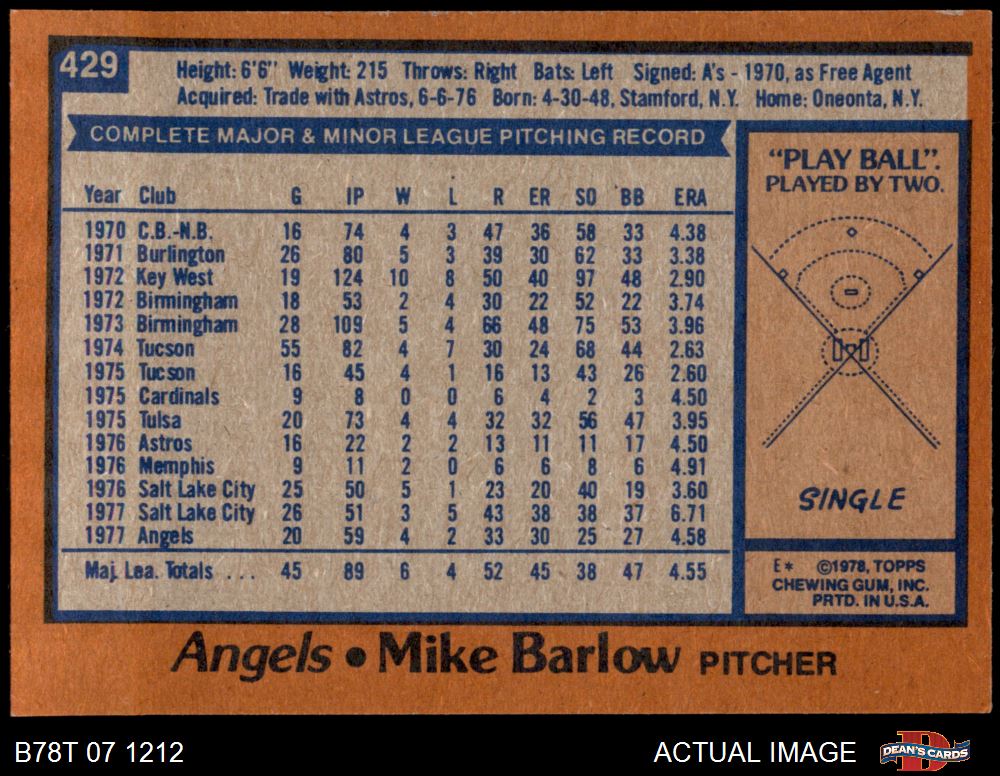 429
Height: 6'6" Weight: 215 Throws: Right Bats: Left Signed: A's - 1970, as Free Agent
Acquired: Trade with Astros, 6-6-76 Born: 4-30-48, Stamford, N.Y. Home: Oneonta, N.Y.
COMPLETE MAJOR & MINOR LEAGUE PITCHING RECORD
Year Club G IP W L R ER SO BB ERA
1970 C.B.-N.B. 16 74 4 3 47 36 58 33 4.38
1971 Burlington 26 80 5 3 39 30 62 33 3.38
1972 Key West 19 124 10 8 50 40 97 48 2.90
1972 Birmingham 18 53 2 4 30 22 52 22 3.74
1973 Birmingham 28 109 5 4 66 48 75 53 3.96
1974 Tucson 55 82 4 7 30 24 68 44 2.63
1975 Tucson 16 45 4 1 16 13 43 26 2.60
1975 Cardinals 9 8 0 0 6 4 2 3 4.50
1975 Tulsa 20 73 4 4 32 32 56 47 3.95
1976 Astros 16 22 2 2 13 11 11 17 4.50
1976 Memphis 9 11 2 0 6 6 8 6 4.91
1976 Salt Lake City 25 50 5 1 23 20 40 19 3.60
1977 Salt Lake City 26 51 3 5 43 38 38 37 6.71
1977 Angels 20 59 4 2 33 30 25 27 4.58
Maj. Lea. Totals . . . 45 89 6 4 52 45 38 47 4.55
"PLAY BALL".
PLAYED BY TWO.
SINGLE
E* ©1978, TOPPS
CHEWING GUM, INC.
PRTD. IN U.S.A.
Angels • Mike Barlow PITCHER
B78T 07 1212
ACTUAL IMAGE
D
DEAN'S CARDS